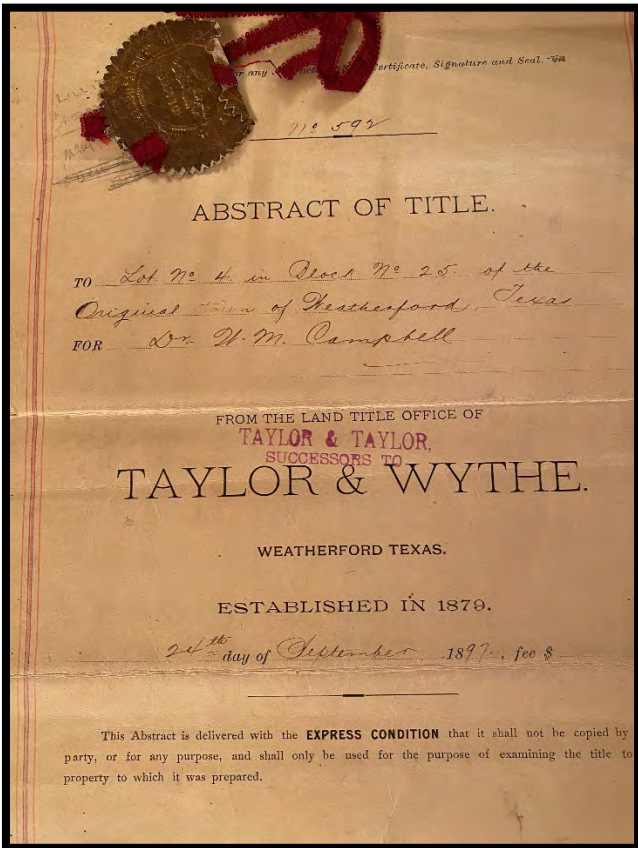 for any Abstract Certificate, Signature and Seal.
No 592
ABSTRACT OF TITLE.
TO Lot No 4 in Block No 25. of the
Original Town of Weatherford, Texas
FOR Dr. W. M. Campbell
FROM THE LAND TITLE OFFICE OF
TAYLOR & TAYLOR,
SUCCESSORS TO
TAYLOR & WYTHE.
WEATHERFORD TEXAS.
ESTABLISHED IN 1879.
24th day of September 1897., fee $
This Abstract is delivered with the EXPRESS CONDITION that it shall not be copied by
party, or for any purpose, and shall only be used for the purpose of examining the title to
property to which it was prepared.